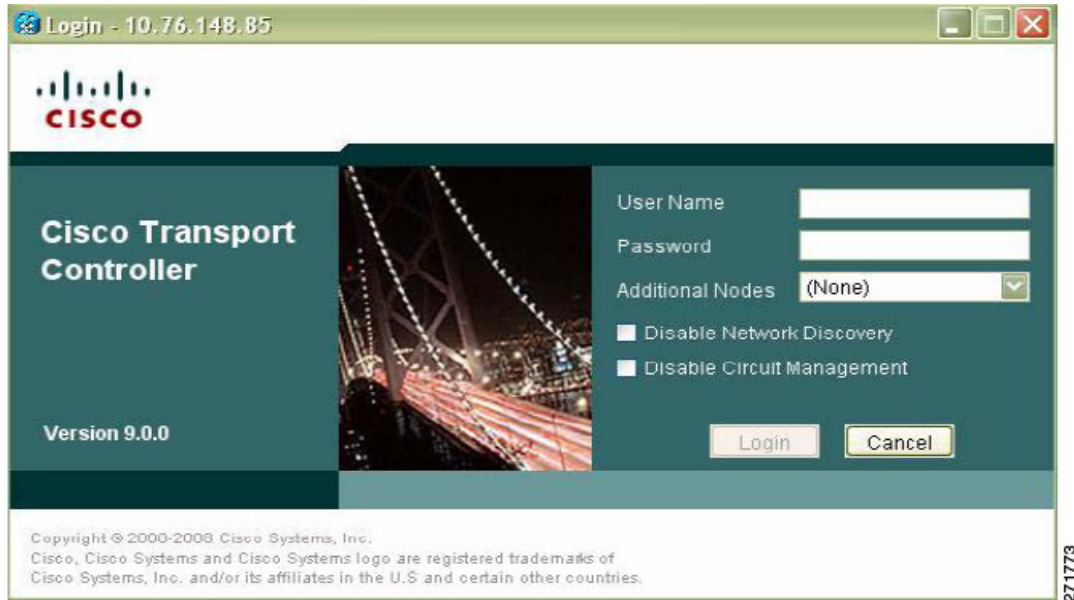 Login - 10.76.148.85
CISCO
Cisco Transport
Controller
Version 9.0.0
User Name
Password
Additional Nodes (None)
Disable Network Discovery
Disable Circuit Management
Login Cancel
Copyright © 2000-2008 Cisco Systems, Inc.
Cisco, Cisco Systems and Cisco Systems logo are registered trademarks of
Cisco Systems, Inc. and/or its affiliates in the U.S and certain other countries.
271773